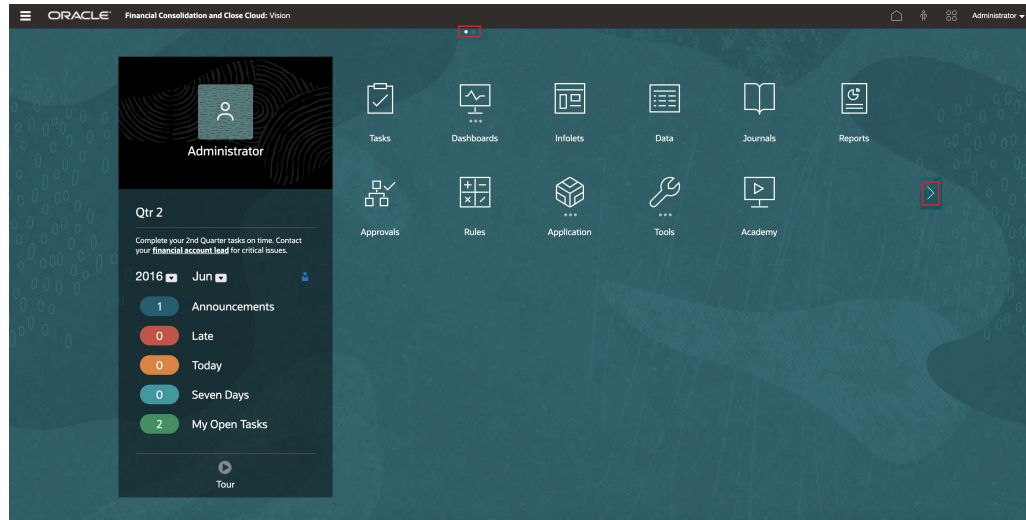 ORACLE® Financial Consolidation and Close Cloud: Vision Administrator
Administrator
Qtr 2
Complete your 2nd Quarter tasks on time. Contact
your financial account lead for critical issues.
2016 Jun
1 Announcements
0 Late
0 Today
0 Seven Days
2 My Open Tasks
Tour
Tasks Dashboards Infolets Data Journals Reports
Approvals Rules Application Tools Academy